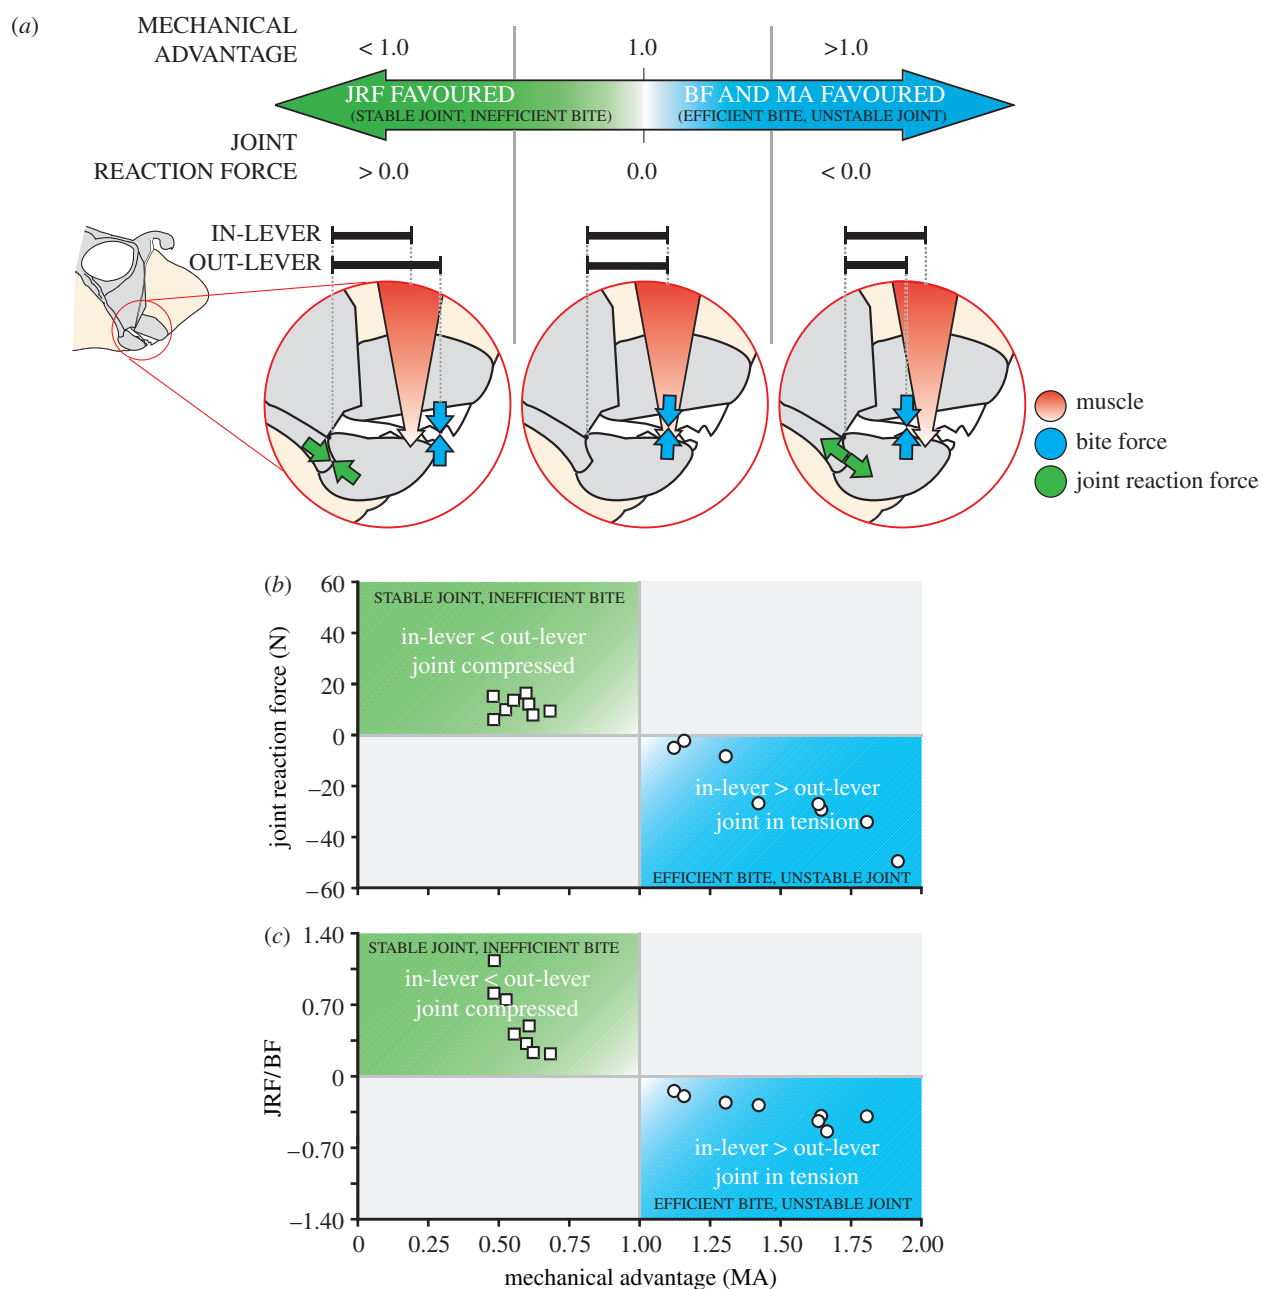 (a)
MECHANICAL
ADVANTAGE
< 1.0
1.0
>1.0
JRF FAVOURED
(STABLE JOINT, INEFFICIENT BITE)
BF AND MA FAVOURED
(EFFICIENT BITE, UNSTABLE JOINT)
JOINT
REACTION FORCE
> 0.0
0.0
< 0.0
IN-LEVER
OUT-LEVER
muscle
bite force
joint reaction force
(b)
joint reaction force (N)
60
40
20
0
–20
–40
–60
STABLE JOINT, INEFFICIENT BITE
in-lever < out-lever
joint compressed
in-lever > out-lever
joint in tension
EFFICIENT BITE, UNSTABLE JOINT
(c)
JRF/BF
1.40
0.70
0
–0.70
–1.40
STABLE JOINT, INEFFICIENT BITE
in-lever < out-lever
joint compressed
in-lever > out-lever
joint in tension
EFFICIENT BITE, UNSTABLE JOINT
0 0.25 0.50 0.75 1.00 1.25 1.50 1.75 2.00
mechanical advantage (MA)